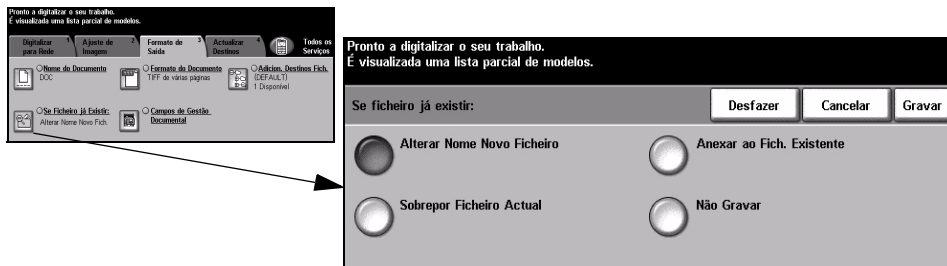 Pronto a digitalizar o seu trabalho.
É visualizada uma lista parcial de modelos.
Digitalizar para Rede 1
Ajuste de Imagem 2
Formato de Saída 3
Actualizar Destinos 4
Todos os Serviços
Nome do Documento
DOC
Formato do Documento
TIFF de várias páginas
Adicion. Destinos Fich.
(DEFAULT)
1 Disponível
Se Ficheiro já Existir:
Alterar Nome Novo Fich.
Campos de Gestão
Documental
Pronto a digitalizar o seu trabalho.
É visualizada uma lista parcial de modelos.
Se ficheiro já existir:
Desfazer
Cancelar
Gravar
Alterar Nome Novo Ficheiro
Anexar ao Fich. Existente
Sobrepor Ficheiro Actual
Não Gravar